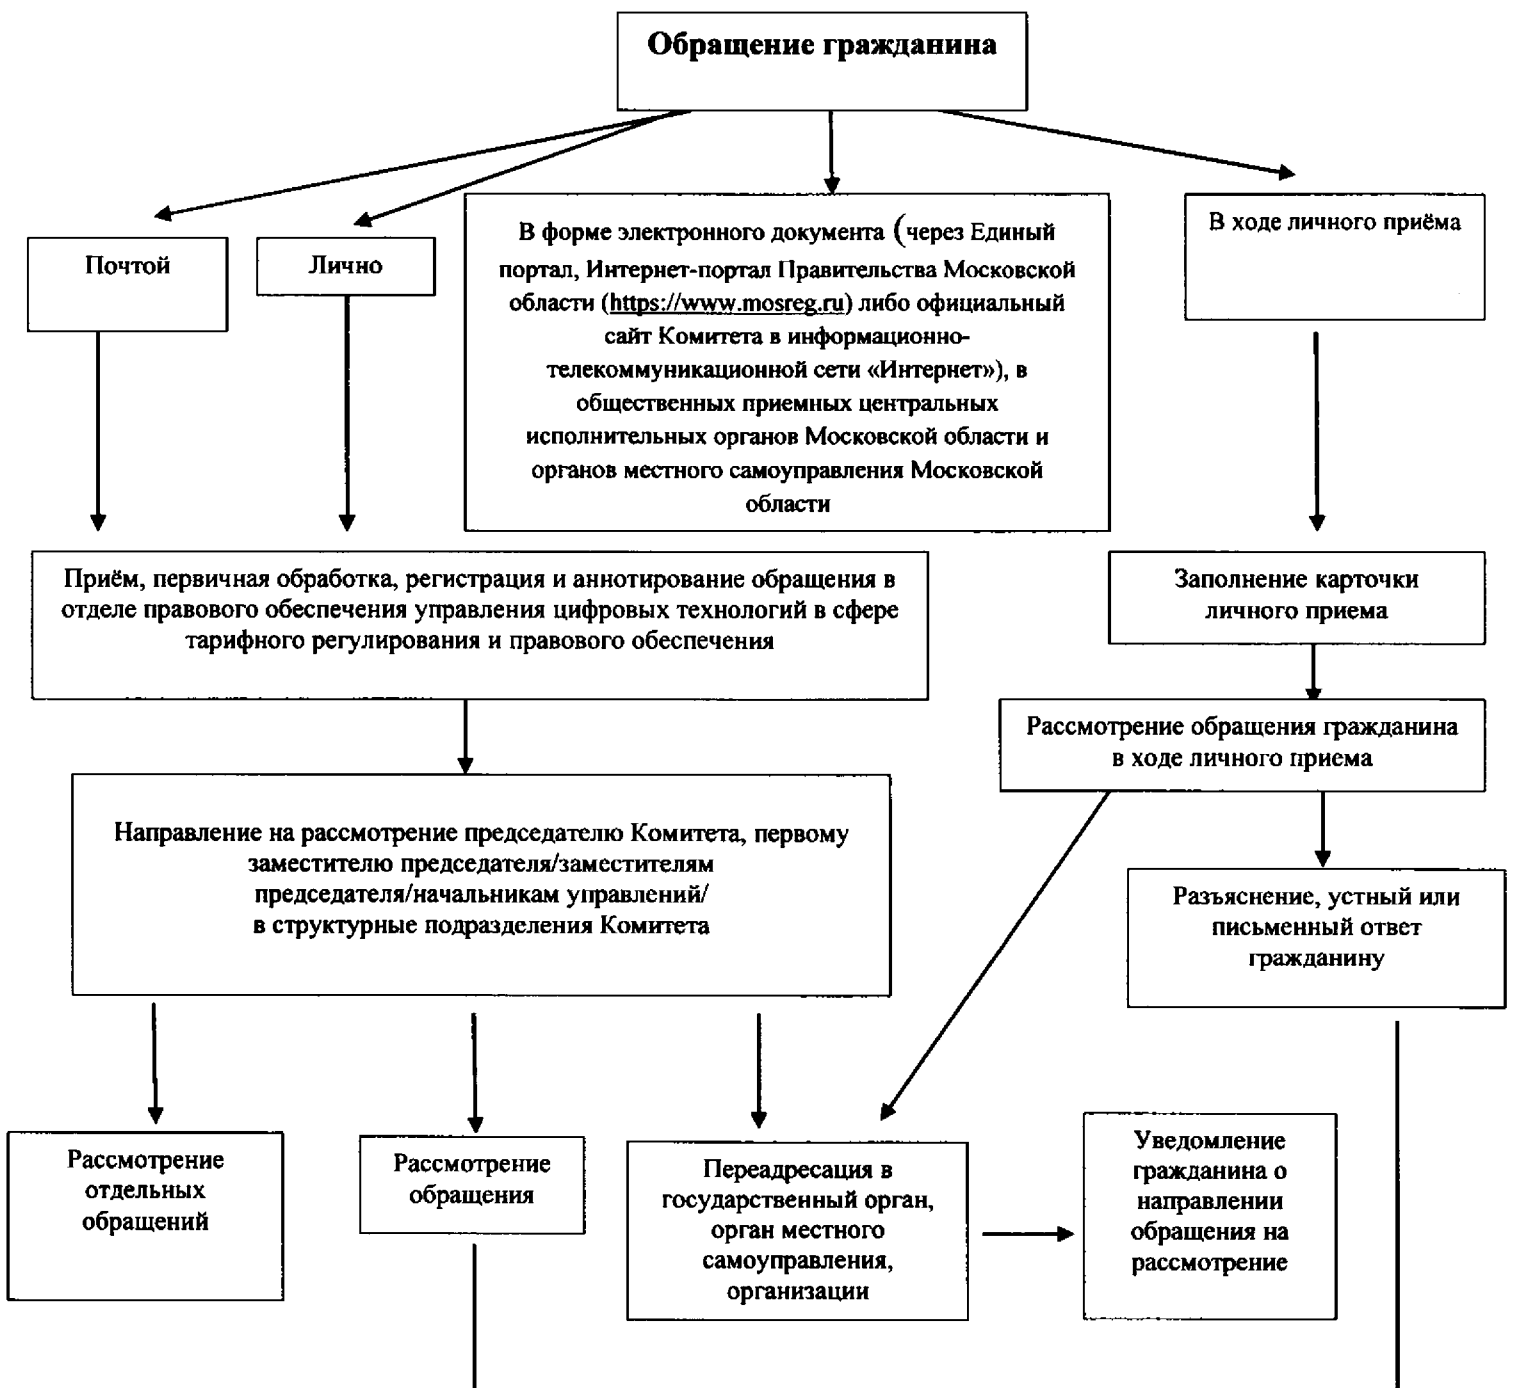 Обращение гражданина
Почтой
Лично
В форме электронного документа (через Единый
портал, Интернет-портал Правительства Московской
области (https://www.mosreg.ru) либо официальный
сайт Комитета в информационно-
телекоммуникационной сети «Интернет»), в
общественных приемных центральных
исполнительных органов Московской области и
органов местного самоуправления Московской
области
В ходе личного приёма
Приём, первичная обработка, регистрация и аннотирование обращения в
отделе правового обеспечения управления цифровых технологий в сфере
тарифного регулирования и правового обеспечения
Заполнение карточки
личного приема
Рассмотрение обращения гражданина
в ходе личного приема
Направление на рассмотрение председателю Комитета, первому
заместителю председателя/заместителям
председателя/начальникам управлений/
в структурные подразделения Комитета
Разъяснение, устный или
письменный ответ
гражданину
Рассмотрение
отдельных
обращений
Рассмотрение
обращения
Переадресация в
государственный орган,
орган местного
самоуправления,
организации
Уведомление
гражданина о
направлении
обращения на
рассмотрение